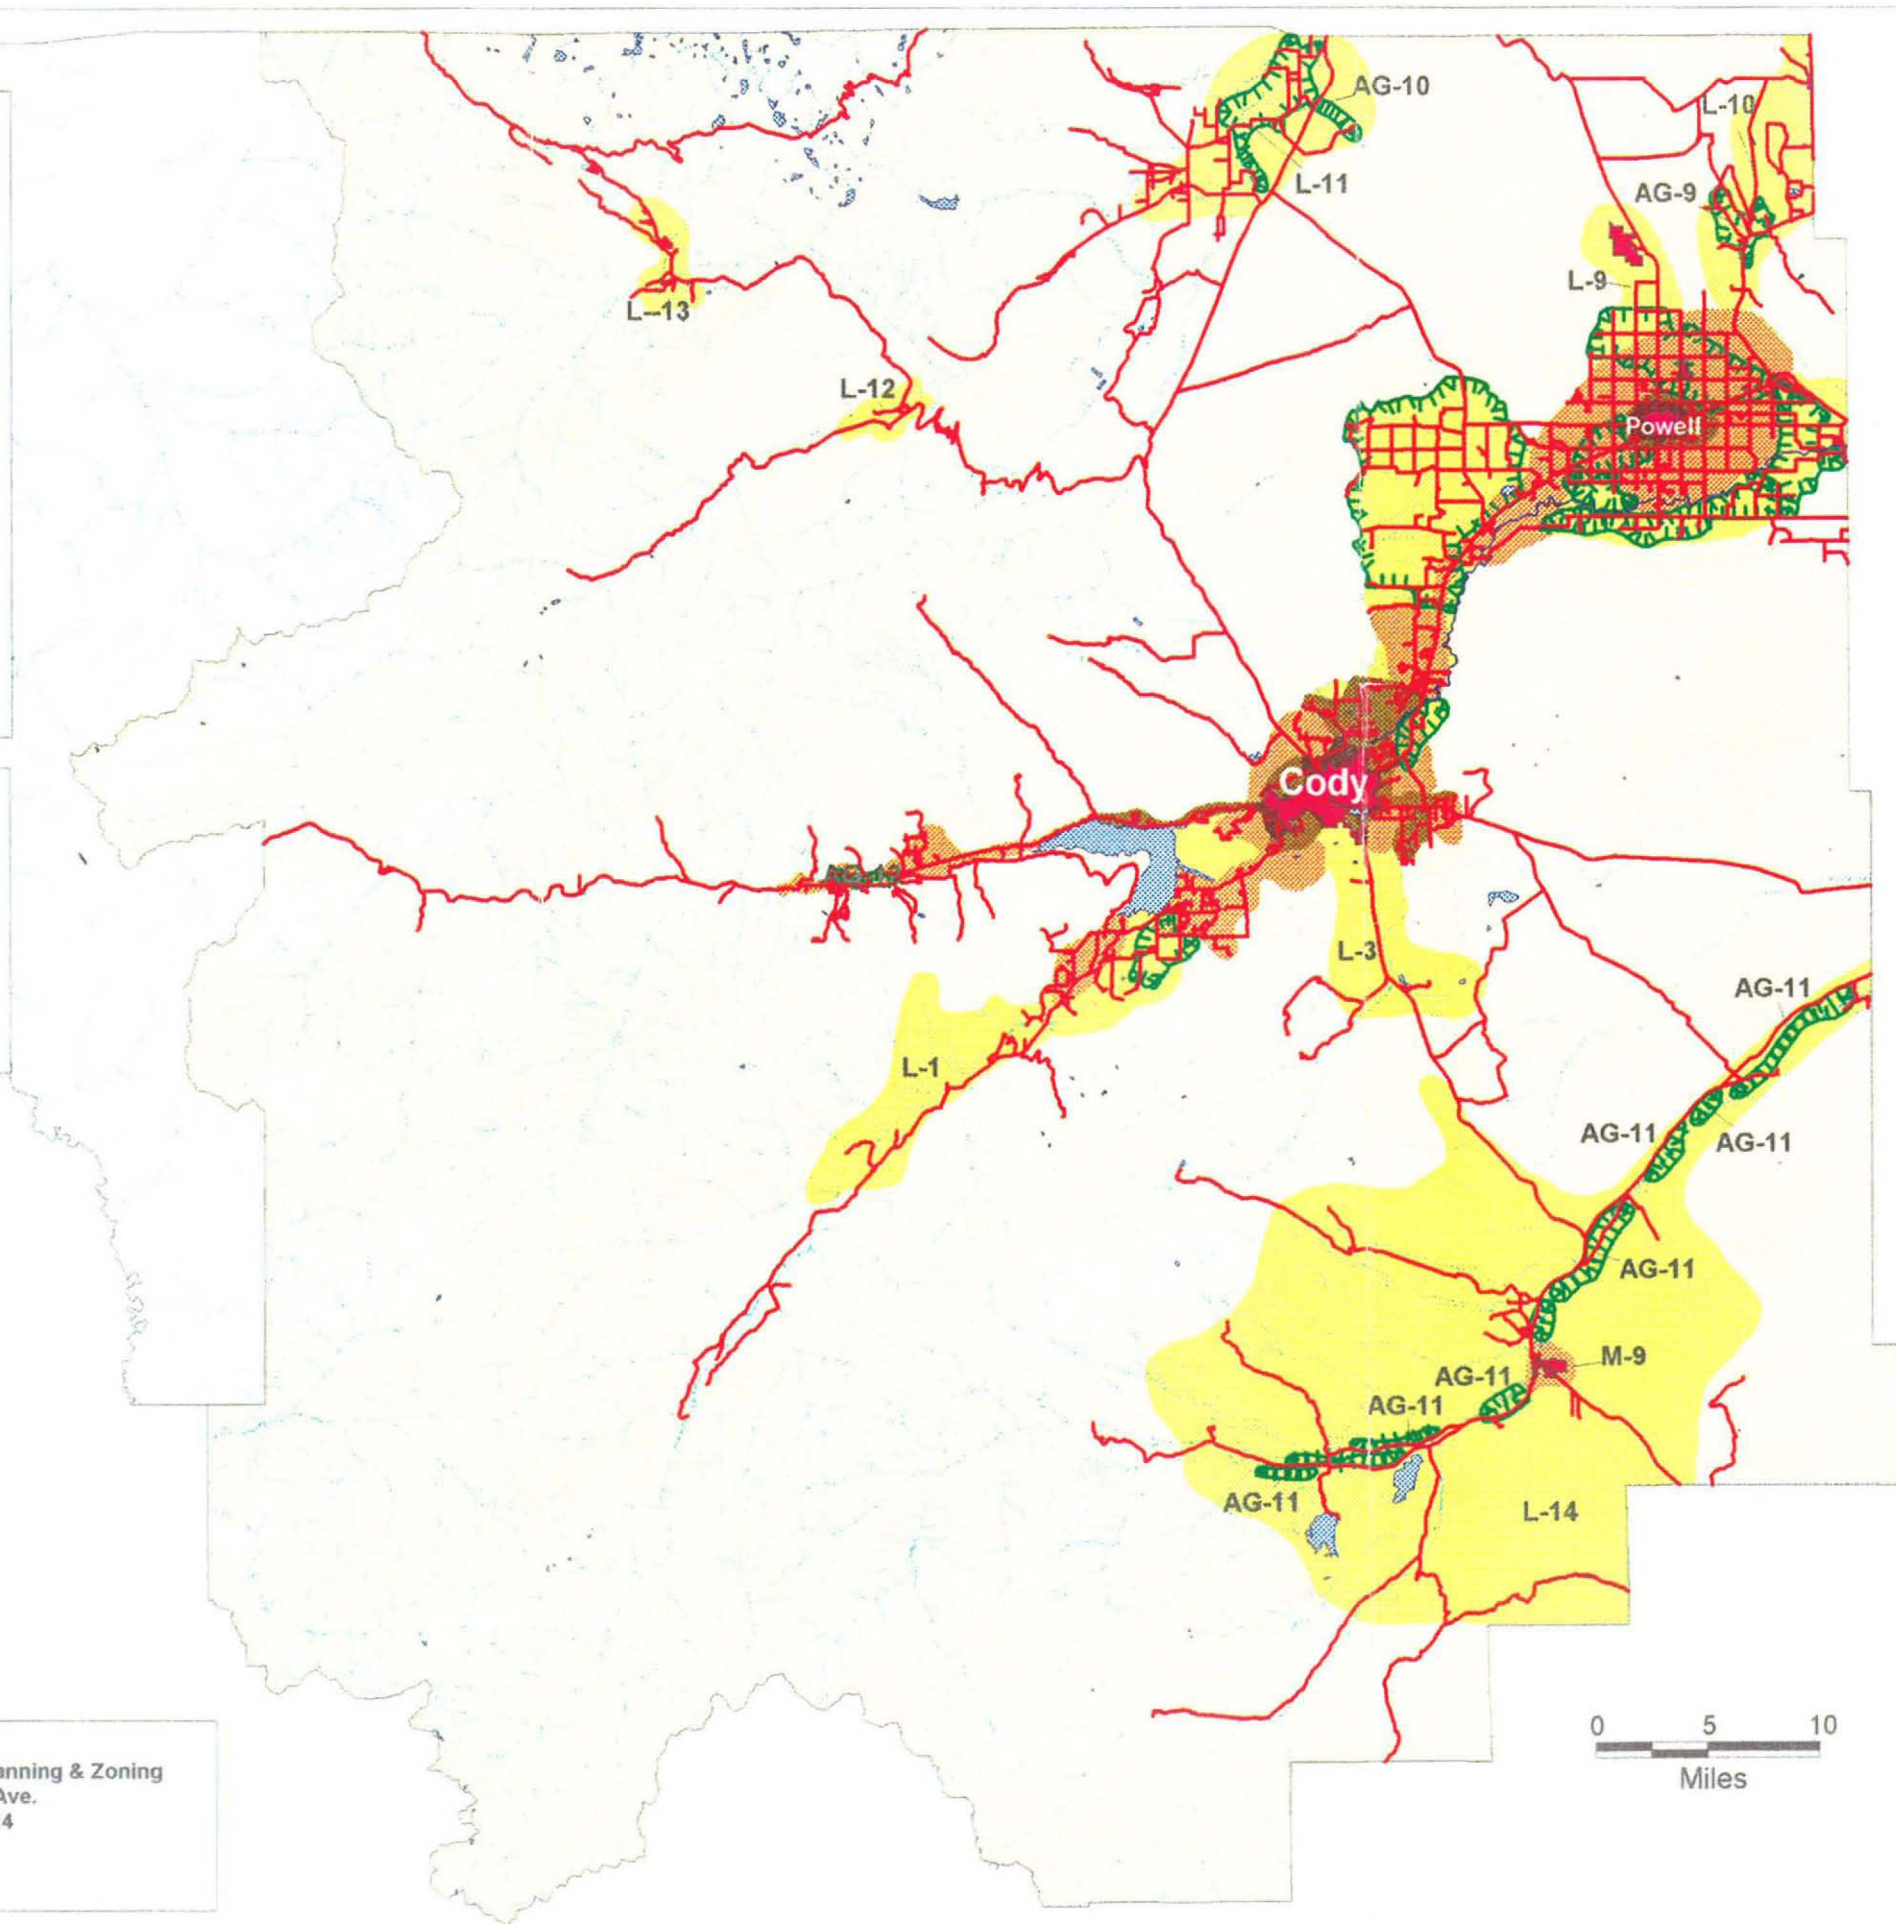 AG-10
L-10
L-11
AG-9
L-9
L--13
L-12
Powell
Cody
L-3
AG-11
L-1
AG-11
AG-11
AG-11
M-9
AG-11
AG-11
AG-11
L-14
0 5 10
Miles
anning & Zoning
Ave.
4